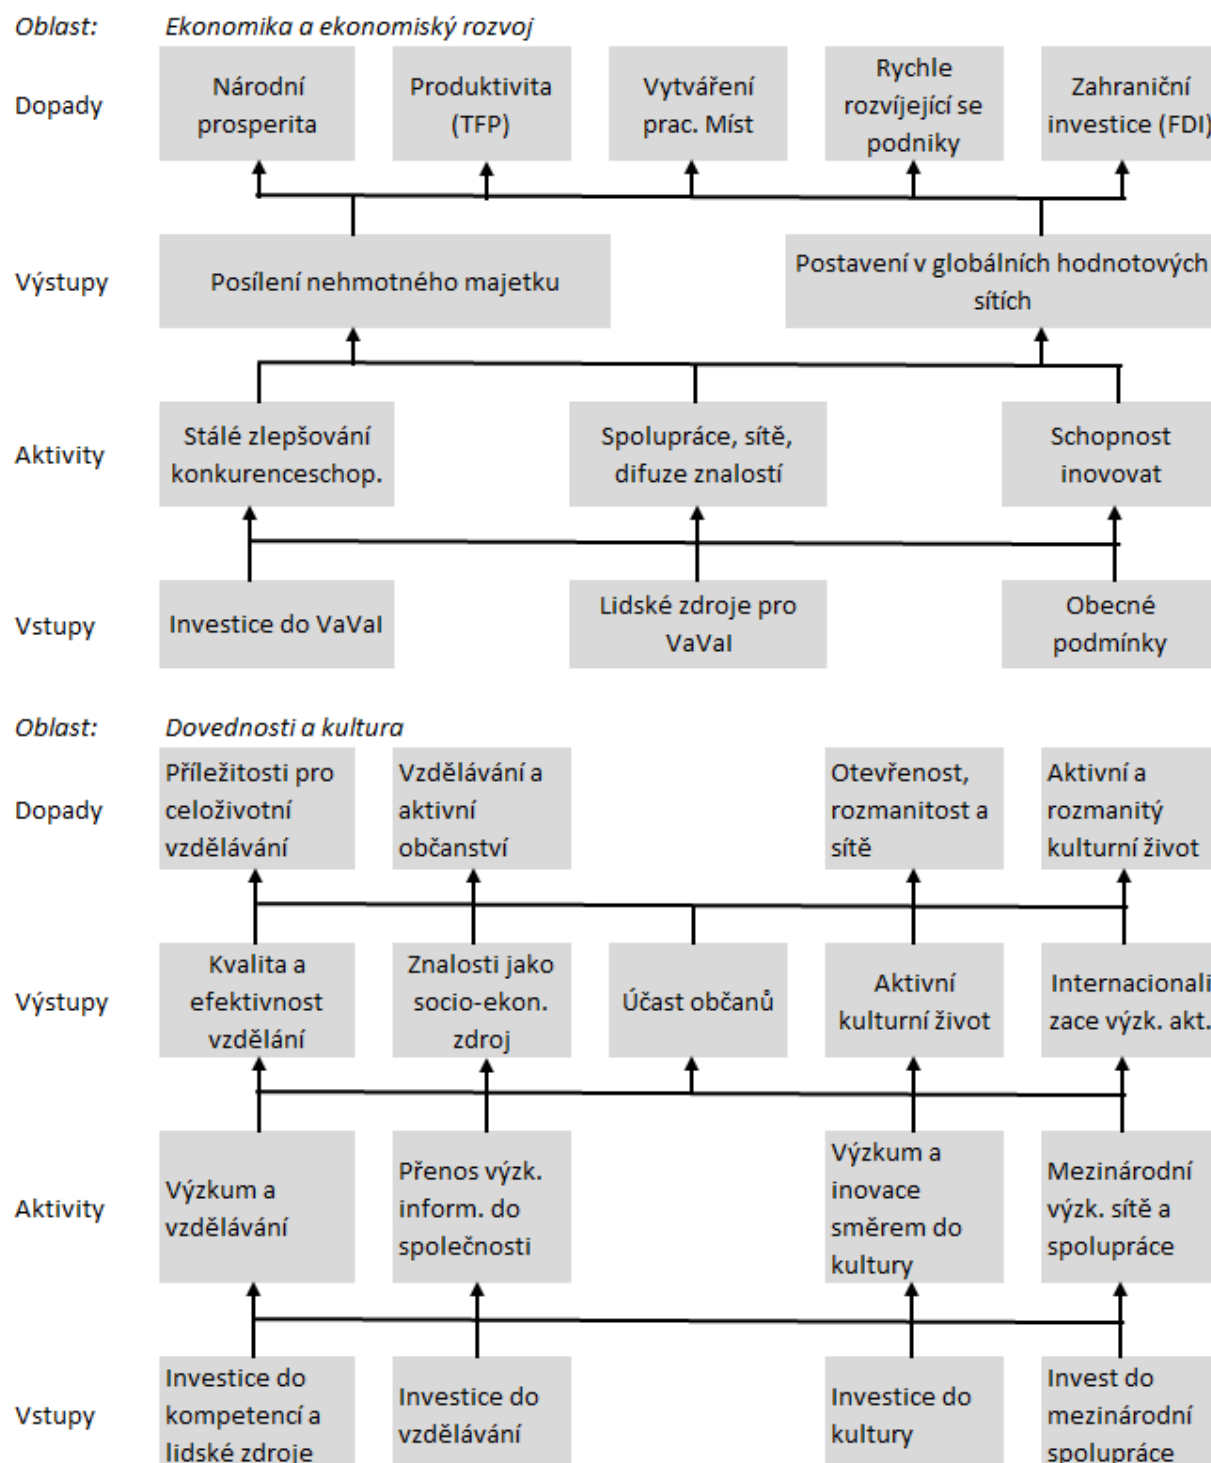 Oblast: Ekonomika a ekonomiský rozvoj
Dopady
Národní
prosperita
Produktivita
(TFP)
Vytváření
prac. Míst
Rychle
rozvíjející se
podniky
Zahraniční
investice (FDI)
Výstupy
Posílení nehmotného majetku
Postavení v globálních hodnotových
sítích
Aktivity
Stálé zlepšování
konkurenceschop.
Spolupráce, sítě,
difuze znalostí
Schopnost
inovovat
Vstupy
Investice do VaVaI
Lidské zdroje pro
VaVaI
Obecné
podmínky
Oblast: Dovednosti a kultura
Dopady
Příležitosti pro
celoživotní
vzdělávání
Vzdělávání a
aktivní
občanství
Otevřenost,
rozmanitost a
sítě
Aktivní a
rozmanitý
kulturní život
Výstupy
Kvalita a
efektivnost
vzdělání
Znalosti jako
socio-ekon.
zdroj
Účast občanů
Aktivní
kulturní život
Internacionali
zace výzk. akt.
Aktivity
Výzkum a
vzdělávání
Přenos výzk.
inform. do
společnosti
Výzkum a
inovace
směrem do
kultury
Mezinárodní
výzk. sítě a
spolupráce
Vstupy
Investice do
kompetencí a
lidské zdroje
Investice do
vzdělávání
Investice do
kultury
Invest do
mezinárodní
spolupráce